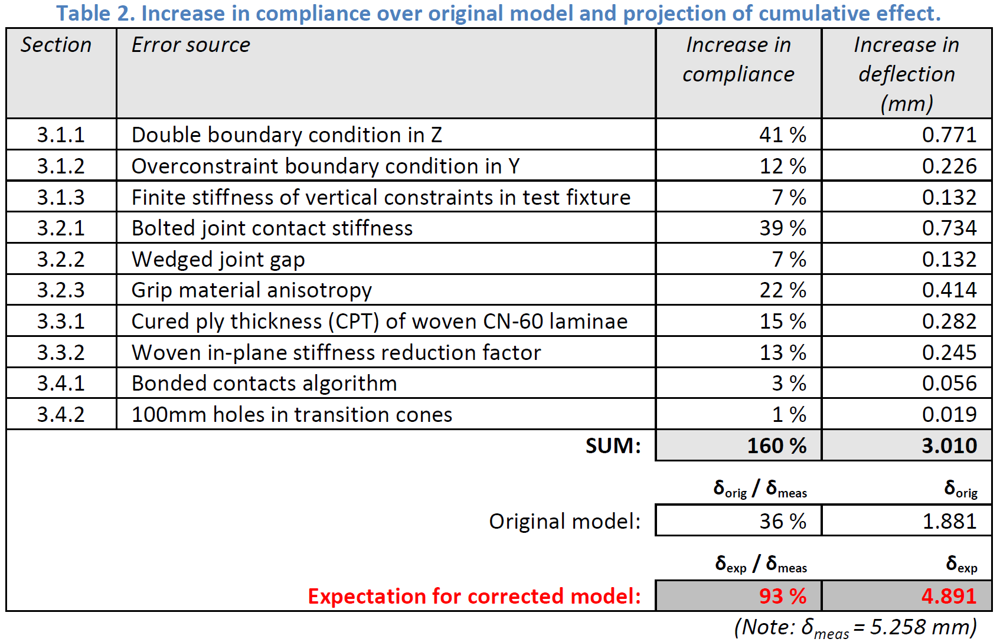 Table 2. Increase in compliance over original model and projection of cumulative effect.
Section Error source Increase in compliance Increase in deflection (mm)
3.1.1 Double boundary condition in Z 41 % 0.771
3.1.2 Overconstraint boundary condition in Y 12 % 0.226
3.1.3 Finite stiffness of vertical constraints in test fixture 7 % 0.132
3.2.1 Bolted joint contact stiffness 39 % 0.734
3.2.2 Wedged joint gap 7 % 0.132
3.2.3 Grip material anisotropy 22 % 0.414
3.3.1 Cured ply thickness (CPT) of woven CN-60 laminae 15 % 0.282
3.3.2 Woven in-plane stiffness reduction factor 13 % 0.245
3.4.1 Bonded contacts algorithm 3 % 0.056
3.4.2 100mm holes in transition cones 1 % 0.019
SUM: 160 % 3.010
δorig / δmeas δorig
Original model: 36 % 1.881
δexp / δmeas δexp
Expectation for corrected model: 93 % 4.891
(Note: δmeas = 5.258 mm)